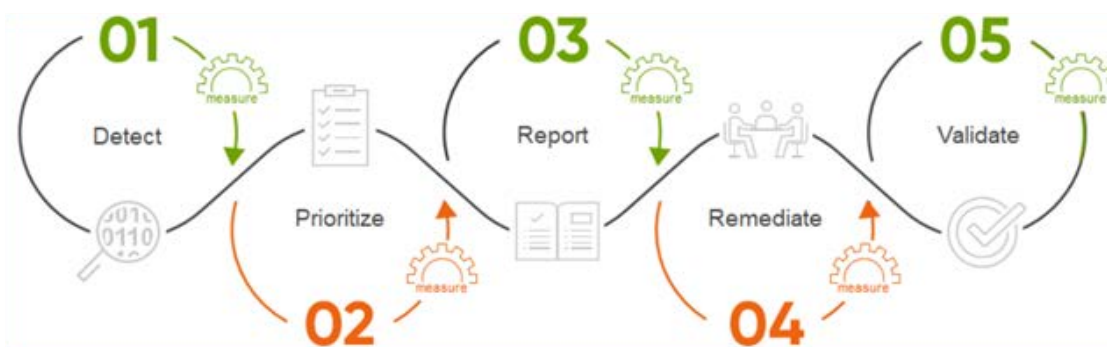 01
measure
Detect
02
measure
Prioritize
03
measure
Report
04
measure
Remediate
05
measure
Validate
0110